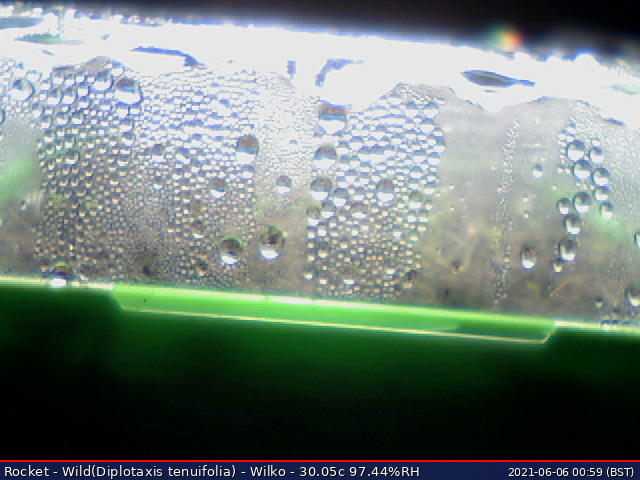 Rocket - Wild(Diplotaxis tenuifolia) - Wilko - 30.05c 97.44%RH
2021-06-06 00:59 (BST)